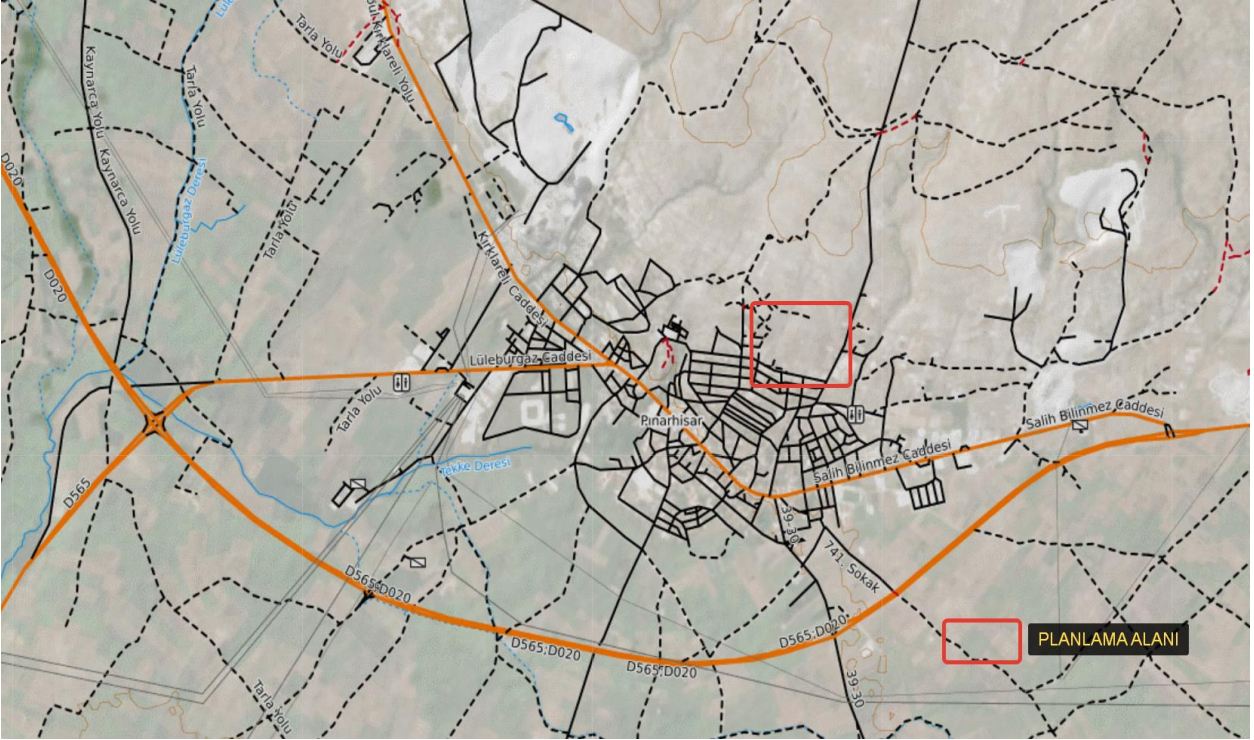 Tarla Yolu
Kırklareli Yolu
Kaynarca Yolu
Kaynarca Yolu
Tarla Yolu
D020
Lüleburgaz Deresi
Tarla Yolu
Kırklareli Caddesi
D020
Lüleburgaz Caddesi
Tarla Yolu
Pınarhisar
Salih Bilinmez Caddesi
Salih Bilinmez Caddesi
Tekke Deresi
D565
39-30
741. Sokak
D565;D020
D565;D020
D565;D020
D565;D020
PLANLAMA ALANI
39-30
Tarla Yolu